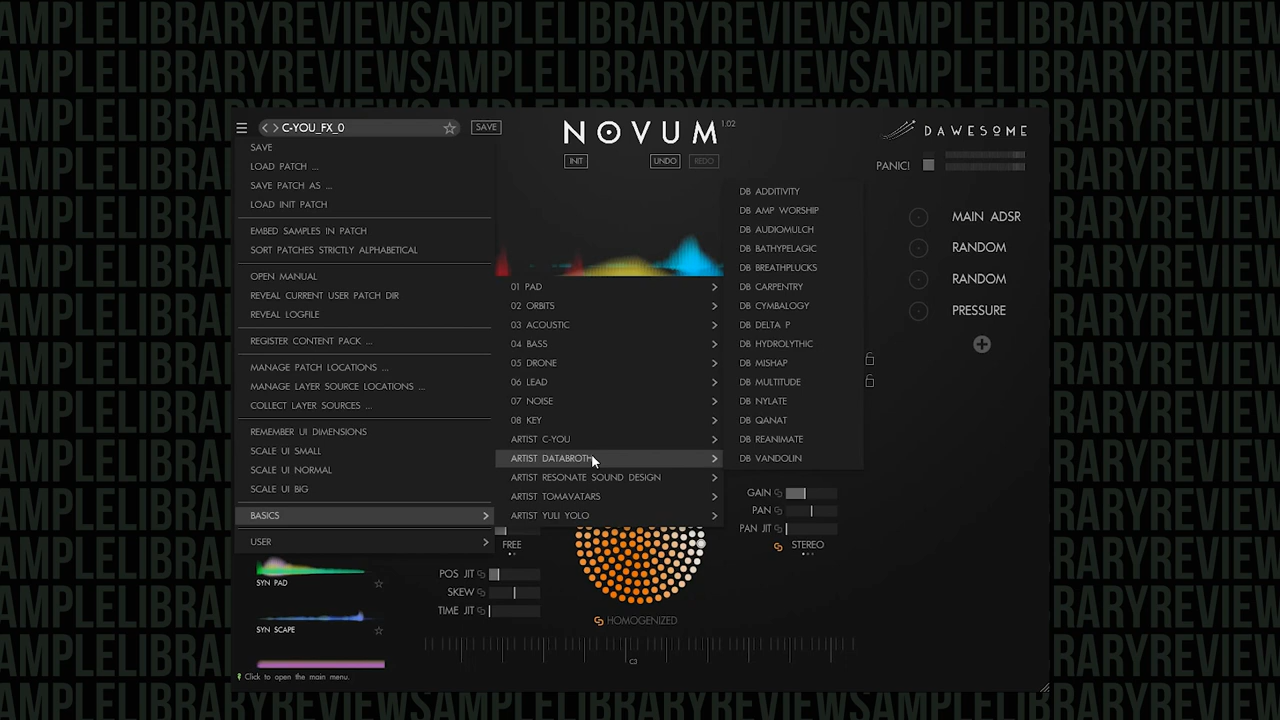 AMPLELIBRARYREVIEWSAMPLELIBRARYREVIEWSAMPLELIBRARYREVIEWS
C-YOU_FX_0
SAVE
NOVUM
1.02
DAWESOME
INIT
UNDO
REDO
PANIC!
SAVE
LOAD PATCH ...
SAVE PATCH AS ...
LOAD INIT PATCH
EMBED SAMPLES IN PATCH
SORT PATCHES STRICTLY ALPHABETICAL
OPEN MANUAL
REVEAL CURRENT USER PATCH DIR
REVEAL LOGFILE
REGISTER CONTENT PACK ...
MANAGE PATCH LOCATIONS ...
MANAGE LAYER SOURCE LOCATIONS ...
COLLECT LAYER SOURCES ...
REMEMBER UI DIMENSIONS
SCALE UI SMALL
SCALE UI NORMAL
SCALE UI BIG
BASICS
USER
01 PAD
02 ORBITS
03 ACOUSTIC
04 BASS
05 DRONE
06 LEAD
07 NOISE
08 KEY
ARTIST C-YOU
ARTIST DATABROTH
ARTIST RESONATE SOUND DESIGN
ARTIST TOMAVATARS
ARTIST YULI YOLO
DB ADDITIVITY
DB AMP WORSHIP
DB AUDIOMULCH
DB BATHYPELAGIC
DB BREATHPLUCKS
DB CARPENTRY
DB CYMBALOGY
DB DELTA P
DB HYDROLYTHIC
DB MISHAP
DB MULTITUDE
DB NYLATE
DB QANAT
DB REANIMATE
DB VANDOLIN
MAIN ADSR
RANDOM
RANDOM
PRESSURE
GAIN
PAN
PAN JIT
STEREO
FREE
POS JIT
SKEW
TIME JIT
HOMOGENIZED
C3
SYN PAD
SYN SCAPE
Click to open the main menu.